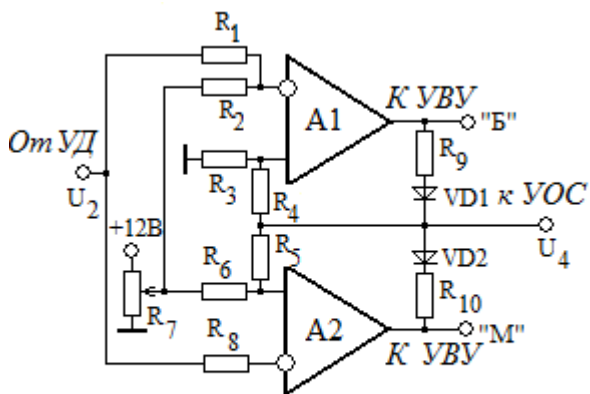 R1
R2
К УВУ
"Б"
От УД
A1
R3
R9
U2
R4
VD1 к УОС
+12В
R5
U4
R6
VD2
R7
R10
A2
R8
К УВУ
"М"